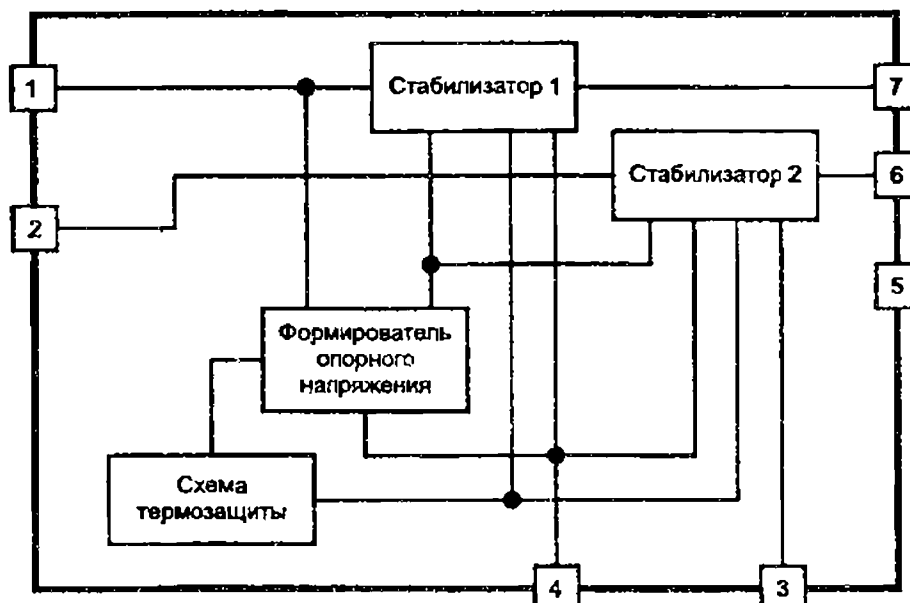 1
Стабилизатор 1
7
Стабилизатор 2
6
2
5
Формирователь
опорного
напряжения
Схема
термозащиты
4
3